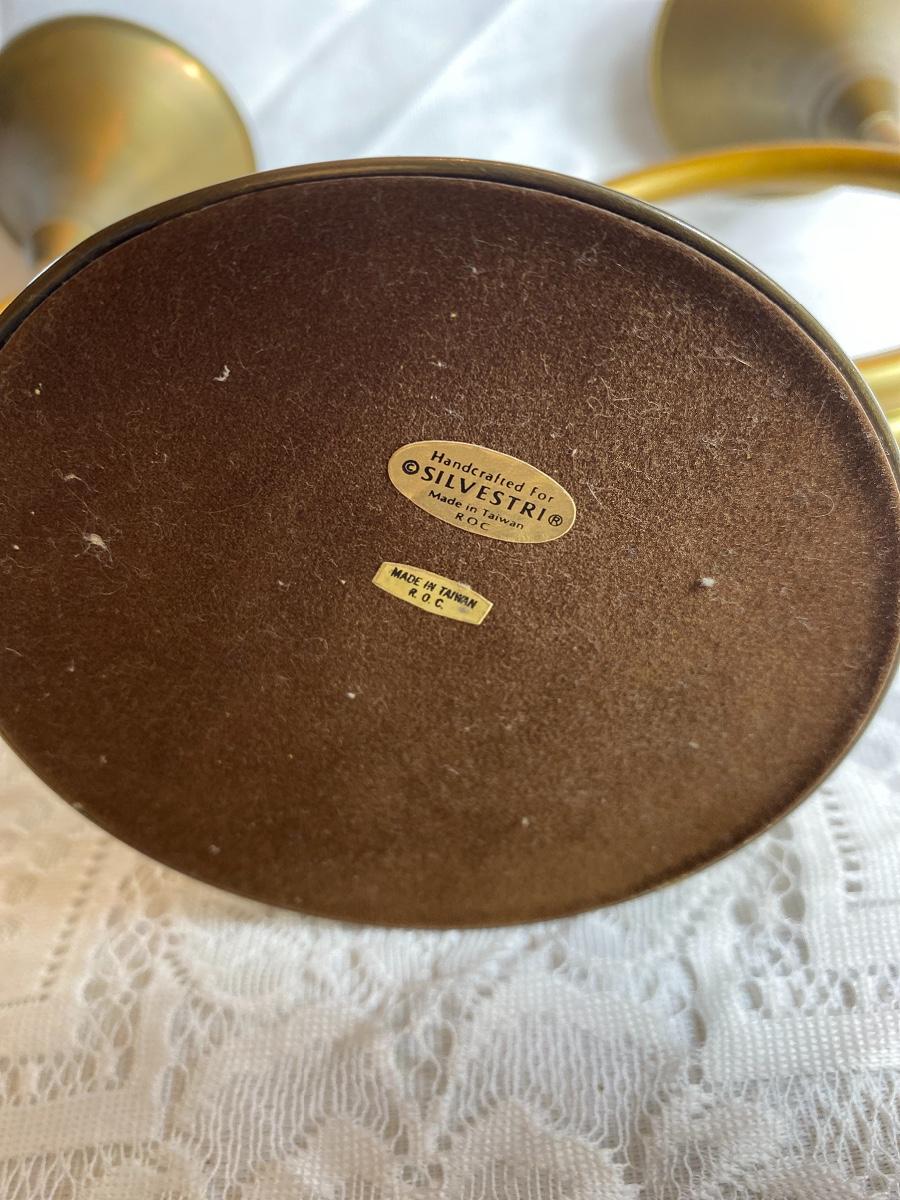 Handcrafted For
©SILVESTRI®
Made in Taiwan
ROC
MADE IN TAIWAN
R. O. C.